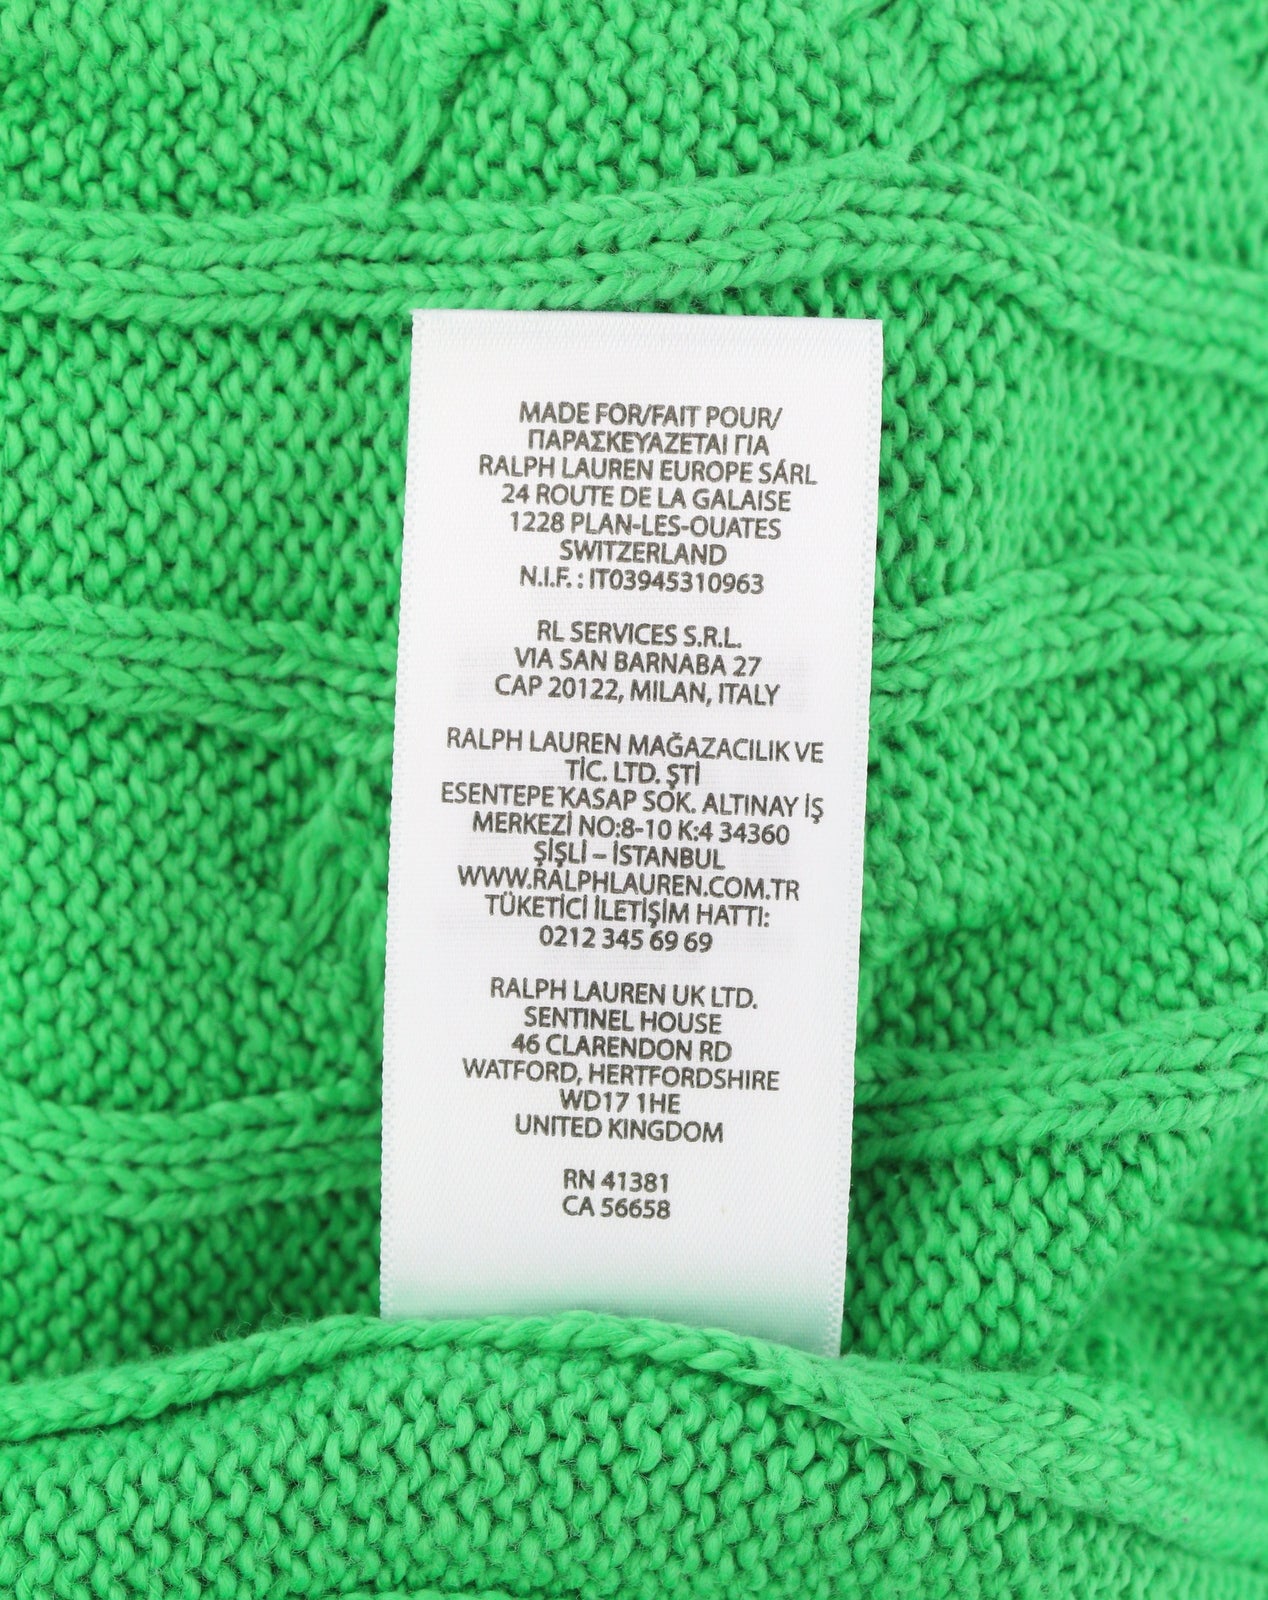 MADE FOR/FAIT POUR/
ΠΑΡΑΣΚΕΥΑΖΕΤΑΙ ΓΙΑ
RALPH LAUREN EUROPE SÁRL
24 ROUTE DE LA GALAISE
1228 PLAN-LES-OUATES
SWITZERLAND
N.I.F. : IT03945310963
RL SERVICES S.R.L.
VIA SAN BARNABA 27
CAP 20122, MILAN, ITALY
RALPH LAUREN MAĞAZACILIK VE
TİC. LTD. ŞTİ
ESENTEPE KASAP SOK. ALTINAY İŞ
MERKEZİ NO:8-10 K:4 34360
ŞİŞLİ – İSTANBUL
WWW.RALPHLAUREN.COM.TR
TÜKETİCİ İLETİŞİM HATTI:
0212 345 69 69
RALPH LAUREN UK LTD.
SENTINEL HOUSE
46 CLARENDON RD
WATFORD, HERTFORDSHIRE
WD17 1HE
UNITED KINGDOM
RN 41381
CA 56658